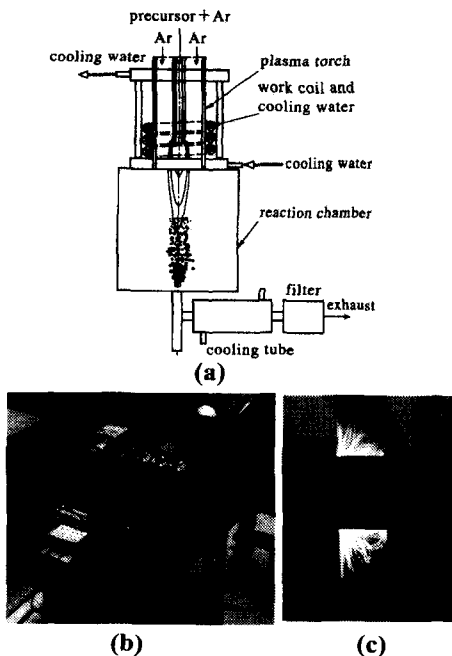 precursor + Ar
Ar Ar
cooling water
plasma torch
work coil and
cooling water
cooling water
reaction chamber
filter
exhaust
cooling tube
(a)
(b) (c)